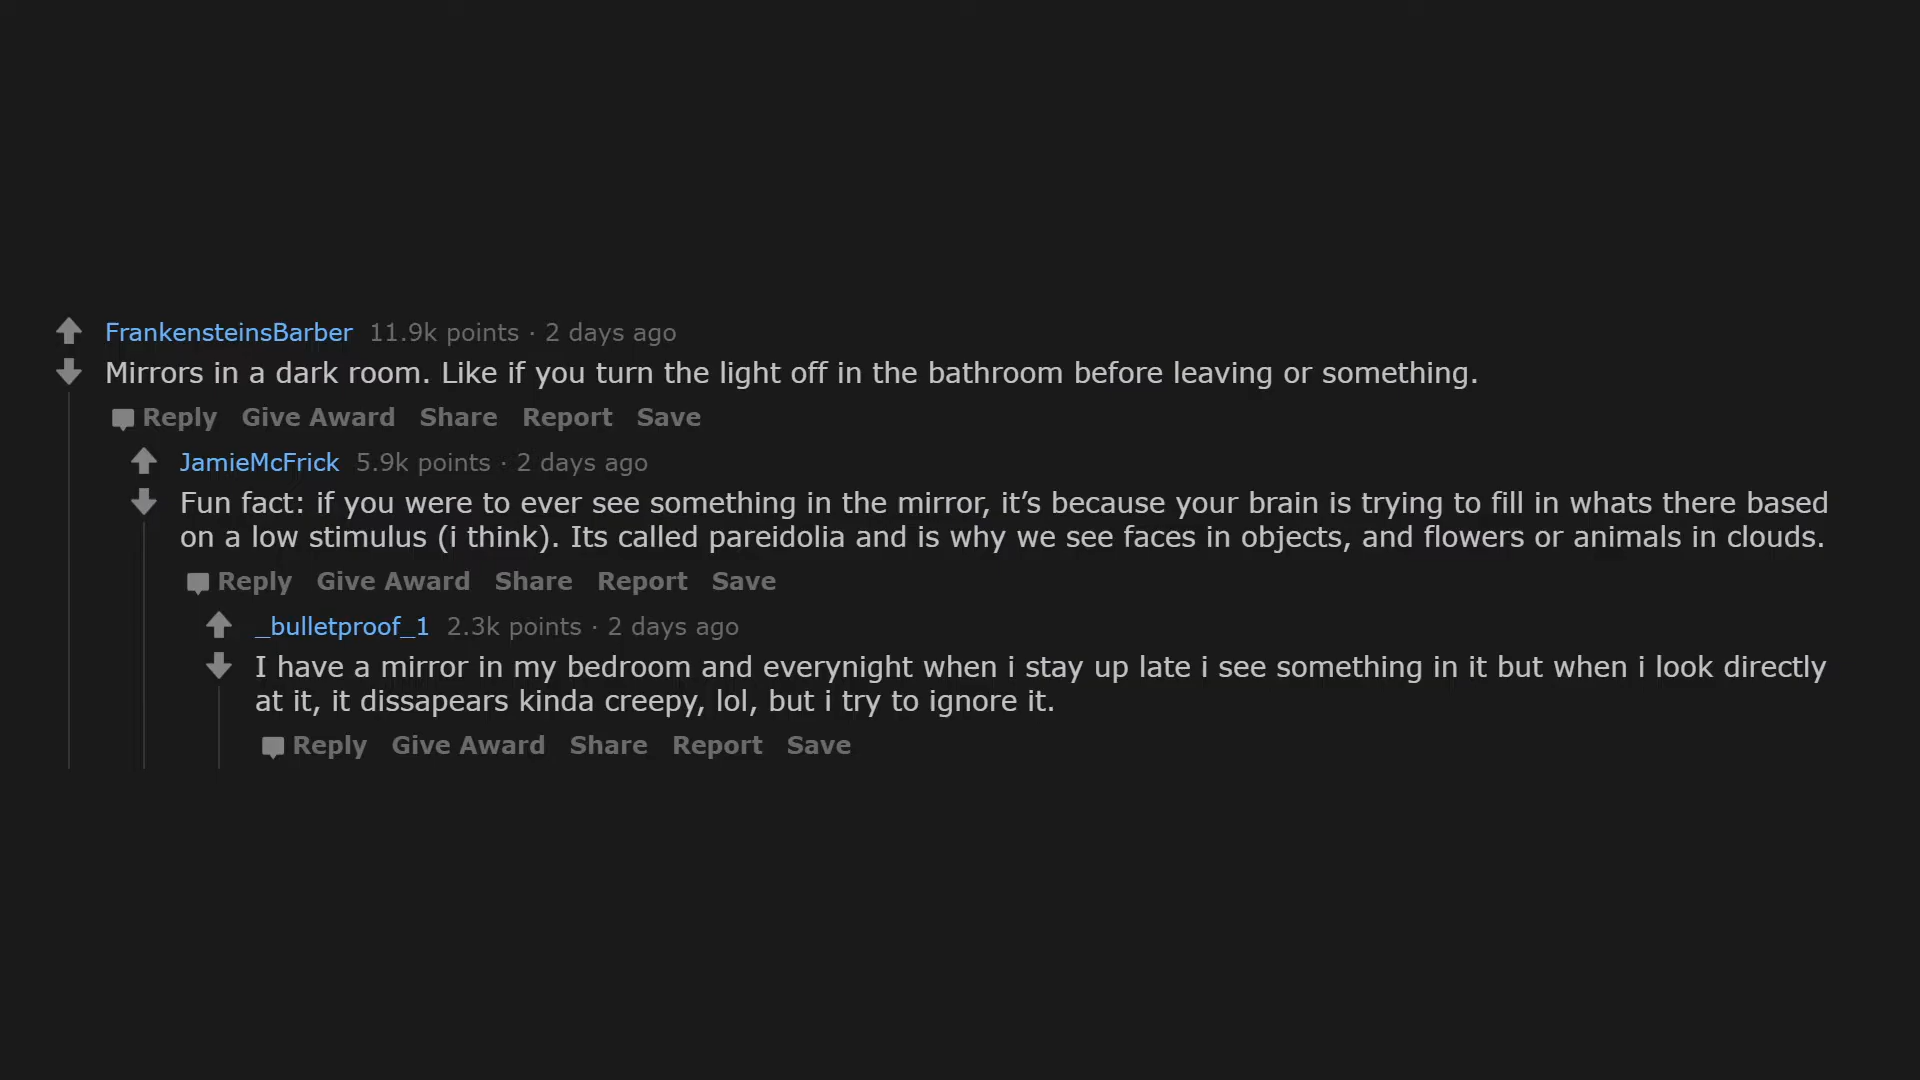 FrankensteinsBarber 11.9k points · 2 days ago
Mirrors in a dark room. Like if you turn the light off in the bathroom before leaving or something.
Reply Give Award Share Report Save
JamieMcFrick 5.9k points · 2 days ago
Fun fact: if you were to ever see something in the mirror, it’s because your brain is trying to fill in whats there based
on a low stimulus (i think). Its called pareidolia and is why we see faces in objects, and flowers or animals in clouds.
Reply Give Award Share Report Save
_bulletproof_1 2.3k points · 2 days ago
I have a mirror in my bedroom and everynight when i stay up late i see something in it but when i look directly
at it, it dissapears kinda creepy, lol, but i try to ignore it.
Reply Give Award Share Report Save